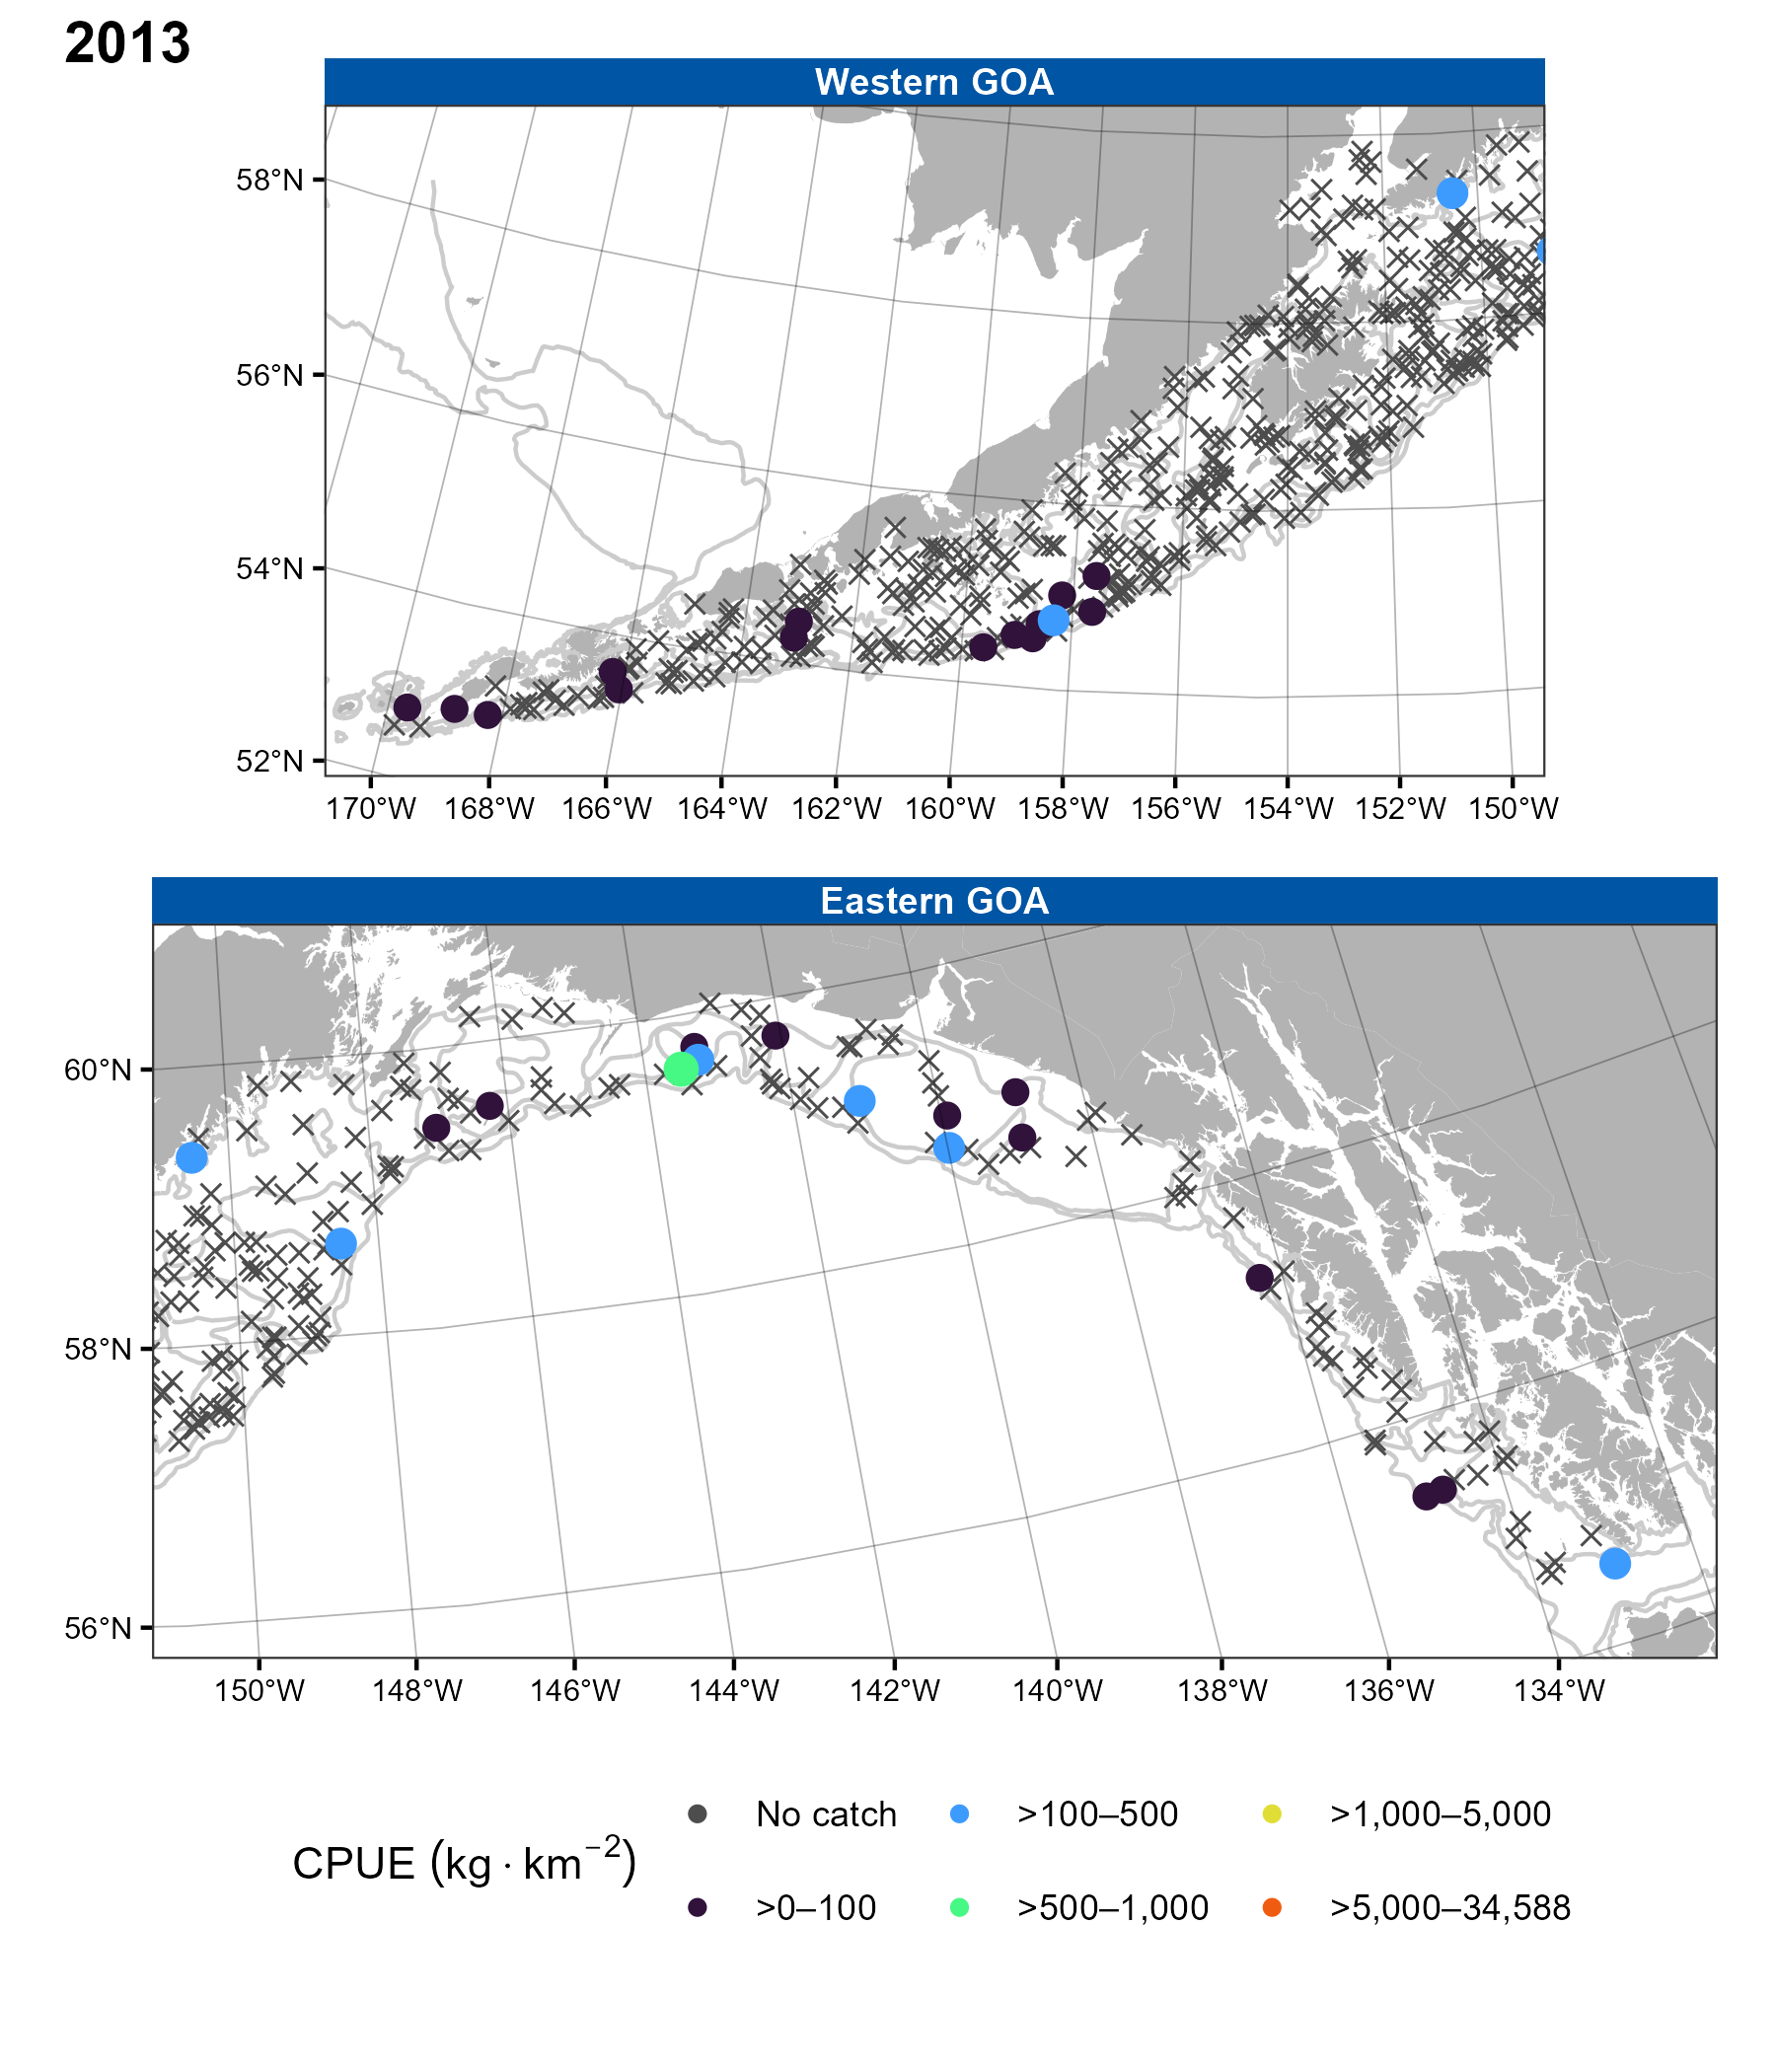 2013
Western GOA
58°N
56°N
54°N
52°N
170°W 168°W 166°W 164°W 162°W 160°W 158°W 156°W 154°W 152°W 150°W
Eastern GOA
60°N
58°N
56°N
150°W 148°W 146°W 144°W 142°W 140°W 138°W 136°W 134°W
CPUE (kg · km⁻²)
No catch >100–500 >1,000–5,000
>0–100 >500–1,000 >5,000–34,588